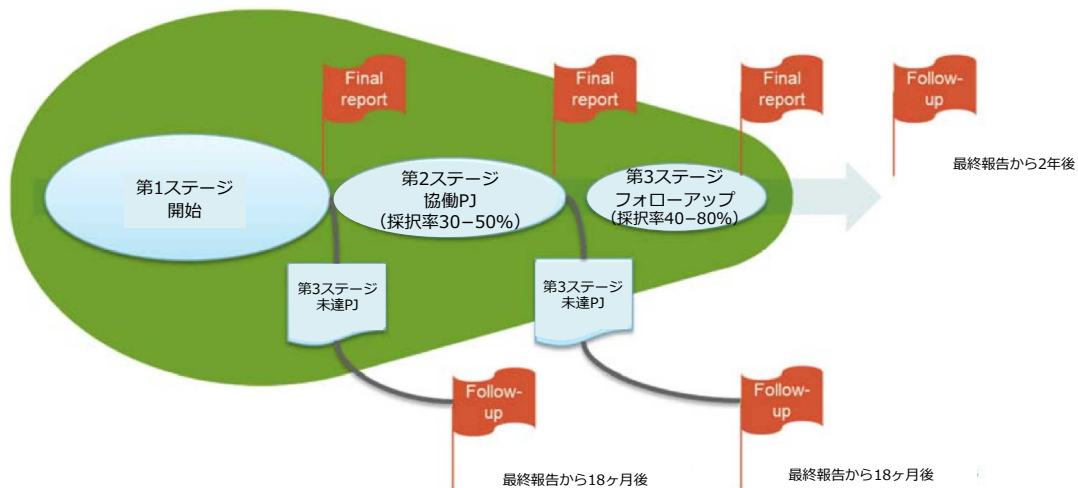 Final
report
Final
report
Final
report
Follow-
up
最終報告から2年後
第1ステージ
開始
第2ステージ
協働PJ
（採択率30−50%）
第3ステージ
フォローアップ
（採択率40−80%）
第3ステージ
未達PJ
第3ステージ
未達PJ
Follow-
up
Follow-
up
最終報告から18ヶ月後
最終報告から18ヶ月後